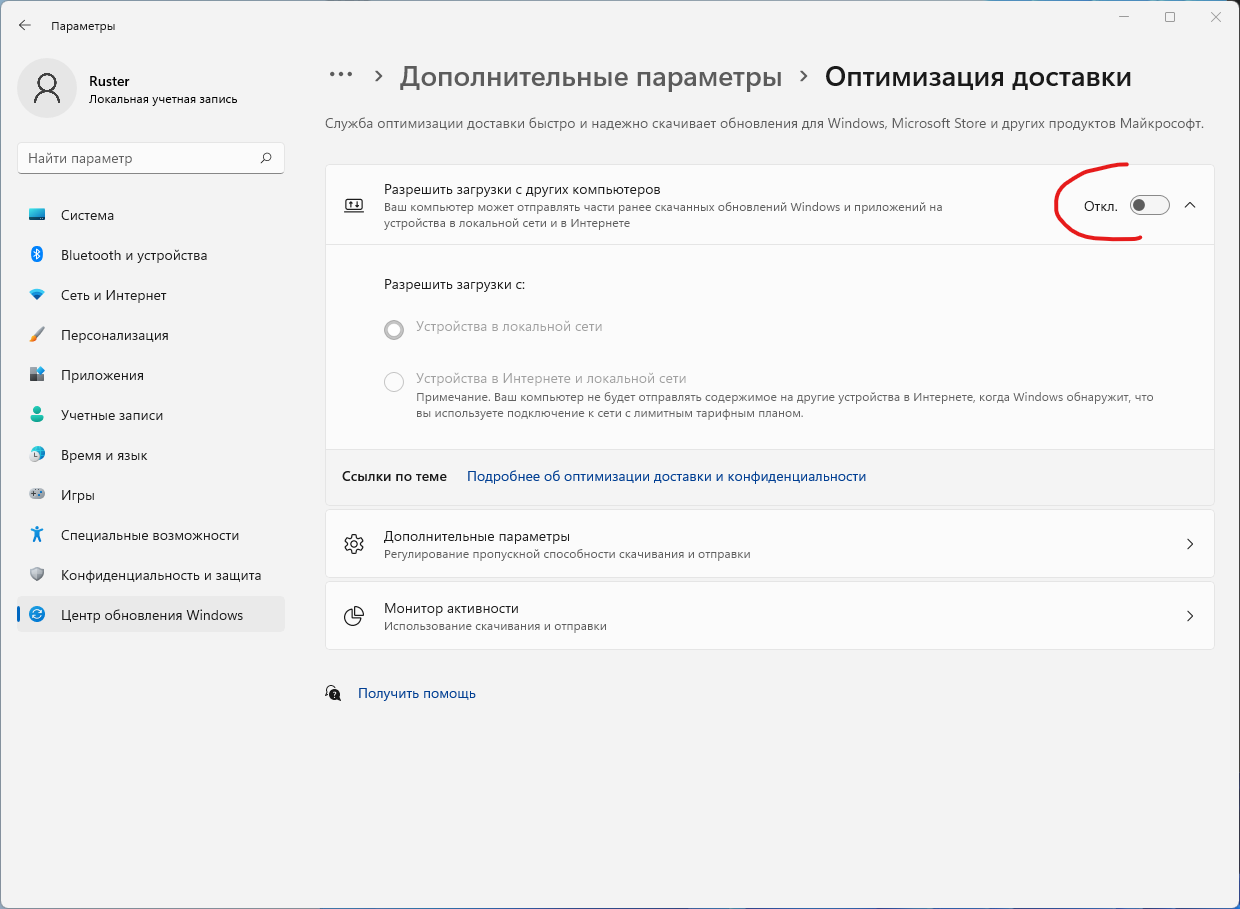 Параметры
Ruster
Локальная учетная запись
Найти параметр
Система
Bluetooth и устройства
Сеть и Интернет
Персонализация
Приложения
Учетные записи
Время и язык
Игры
Специальные возможности
Конфиденциальность и защита
Центр обновления Windows
... > Дополнительные параметры > Оптимизация доставки
Служба оптимизации доставки быстро и надежно скачивает обновления для Windows, Microsoft Store и других продуктов Майкрософт.
Разрешить загрузки с других компьютеров
Ваш компьютер может отправлять части ранее скачанных обновлений Windows и приложений на
устройства в локальной сети и в Интернете
Откл.
Разрешить загрузки с:
Устройства в локальной сети
Устройства в Интернете и локальной сети
Примечание. Ваш компьютер не будет отправлять содержимое на другие устройства в Интернете, когда Windows обнаружит, что
вы используете подключение к сети с лимитным тарифным планом.
Ссылки по теме Подробнее об оптимизации доставки и конфиденциальности
Дополнительные параметры
Регулирование пропускной способности скачивания и отправки
Монитор активности
Использование скачивания и отправки
Получить помощь